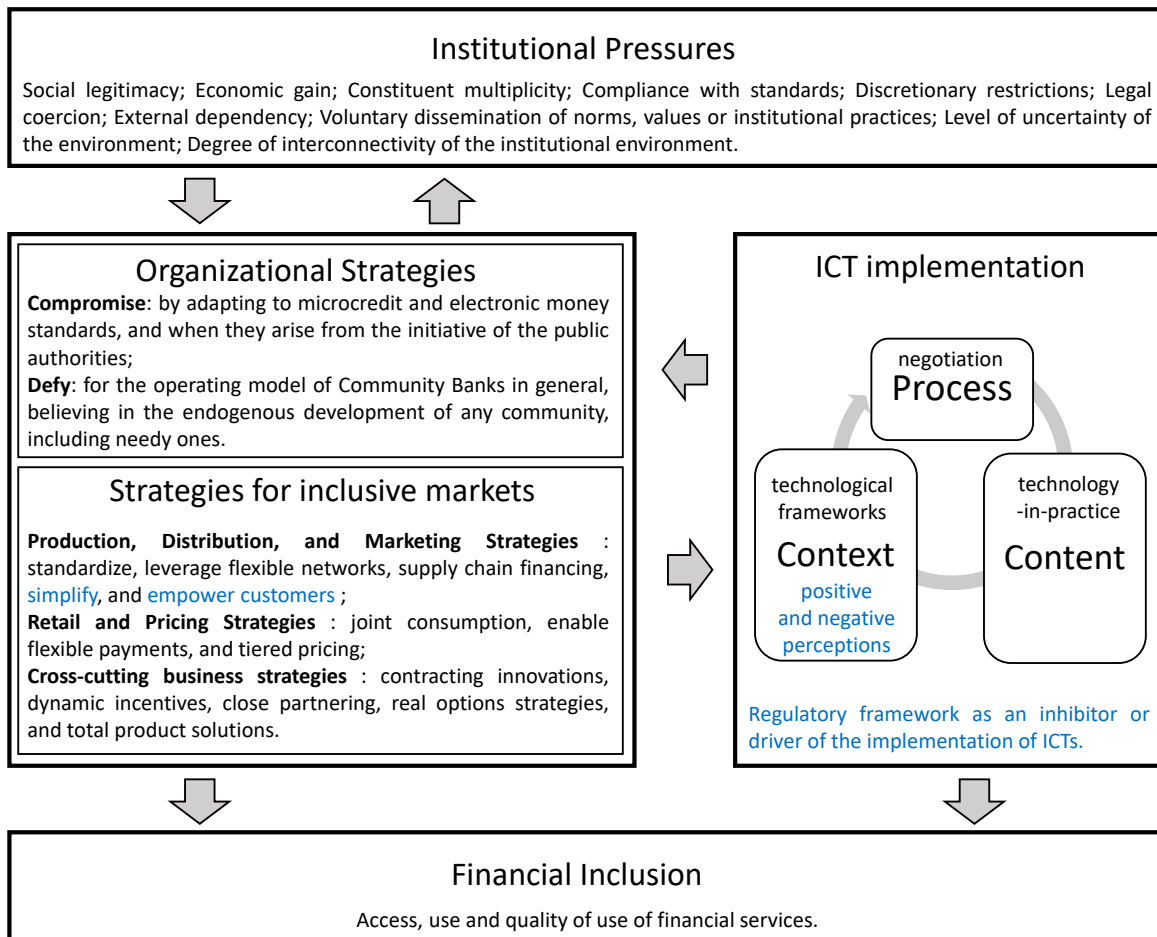 Institutional Pressures
Social legitimacy; Economic gain; Constituent multiplicity; Compliance with standards; Discretionary restrictions; Legal
coercion; External dependency; Voluntary dissemination of norms, values or institutional practices; Level of uncertainty of
the environment; Degree of interconnectivity of the institutional environment.
Organizational Strategies
Compromise: by adapting to microcredit and electronic money
standards, and when they arise from the initiative of the public
authorities;
Defy: for the operating model of Community Banks in general,
believing in the endogenous development of any community,
including needy ones.
Strategies for inclusive markets
Production, Distribution, and Marketing Strategies :
standardize, leverage flexible networks, supply chain financing,
simplify, and empower customers ;
Retail and Pricing Strategies : joint consumption, enable
flexible payments, and tiered pricing;
Cross-cutting business strategies : contracting innovations,
dynamic incentives, close partnering, real options strategies,
and total product solutions.
ICT implementation
negotiation
Process
technological
frameworks
Context
positive
and negative
perceptions
technology
-in-practice
Content
Regulatory framework as an inhibitor or
driver of the implementation of ICTs.
Financial Inclusion
Access, use and quality of use of financial services.